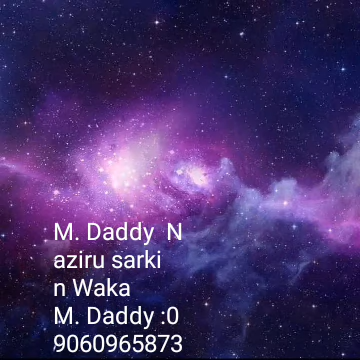 M. Daddy  N
aziru sarki
n Waka
M. Daddy :0
9060965873